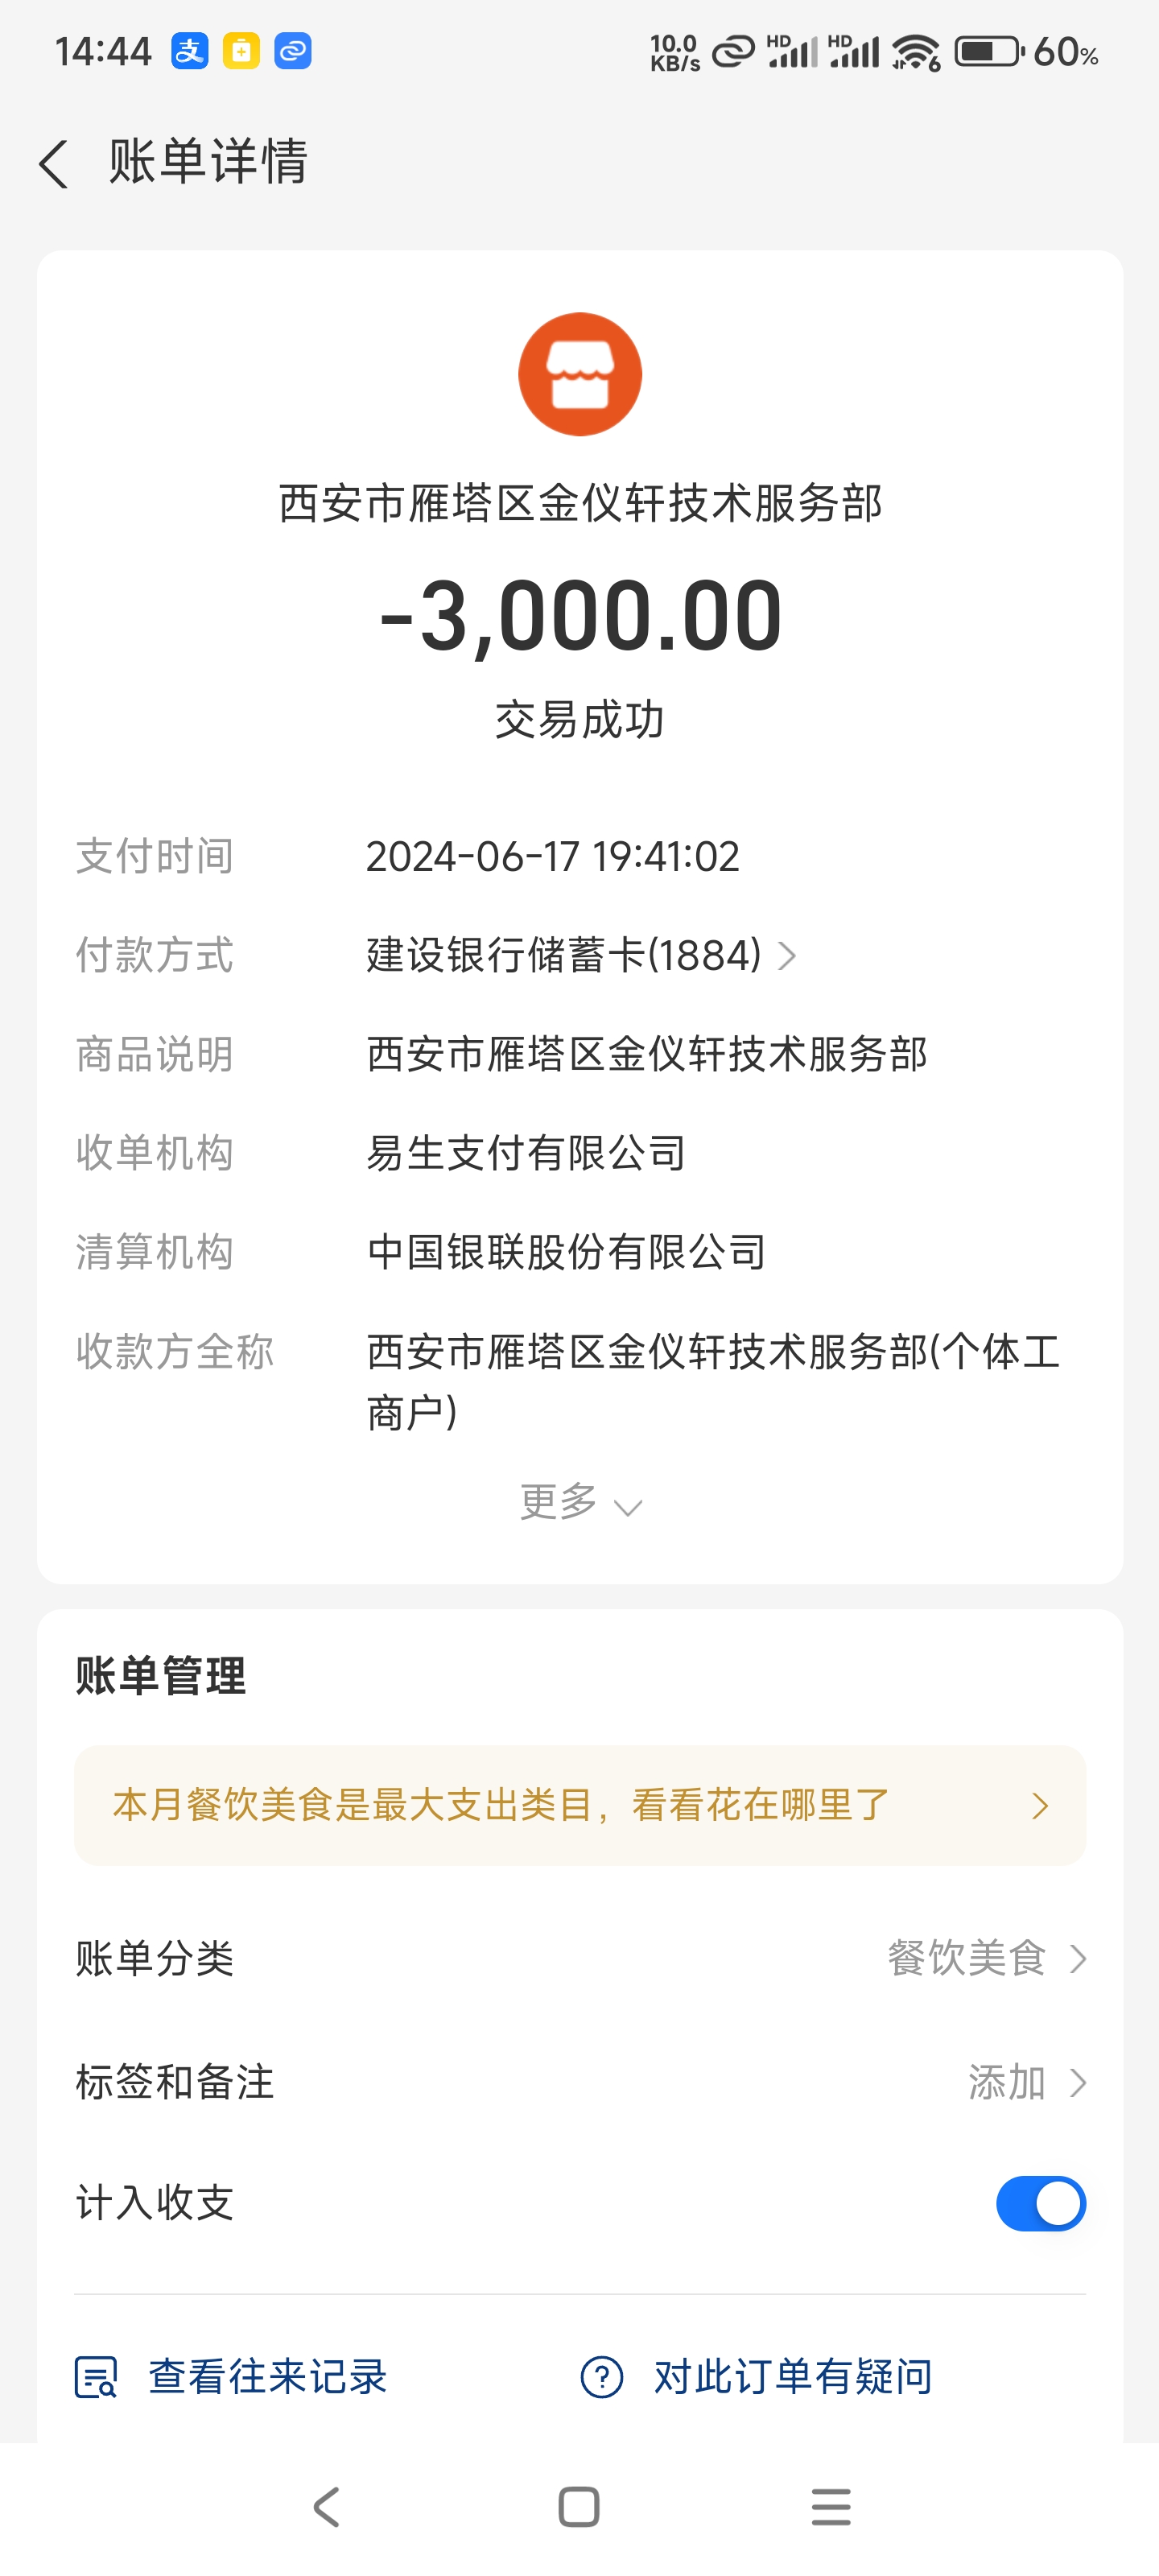 14:44 支 10.0 KB/s HD HD 6 60%
账单详情
西安市雁塔区金仪轩技术服务部
-3,000.00
交易成功
支付时间 2024-06-17 19:41:02
付款方式 建设银行储蓄卡(1884)
商品说明 西安市雁塔区金仪轩技术服务部
收单机构 易生支付有限公司
清算机构 中国银联股份有限公司
收款方全称 西安市雁塔区金仪轩技术服务部(个体工
商户)
更多
账单管理
本月餐饮美食是最大支出类目，看看花在哪里了
账单分类 餐饮美食
标签和备注 添加
计入收支
查看往来记录 对此订单有疑问